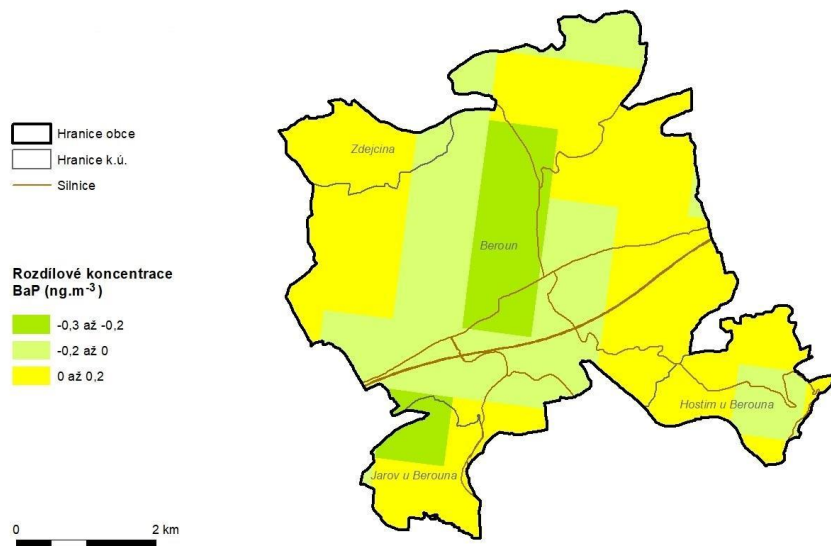 Hranice obce
Hranice k.ú.
Silnice
Rozdílové koncentrace
BaP (ng.m⁻³)
-0,3 až -0,2
-0,2 až 0
0 až 0,2
0 2 km
Zdejcina
Beroun
Hostim u Berouna
Jarov u Berouna